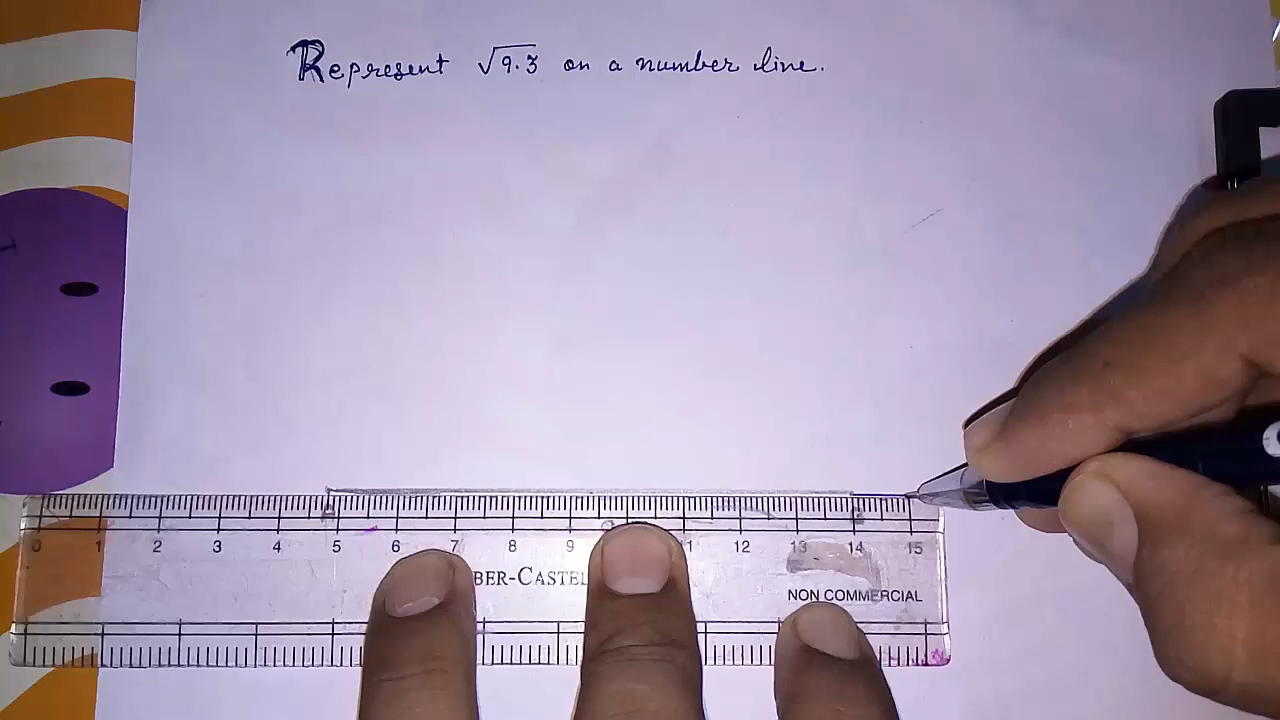 Represent √9.3 on a number line.
0 1 2 3 4 5 6 7 8 9 11 12 13 14 15
BER-CASTEL
NON COMMERCIAL